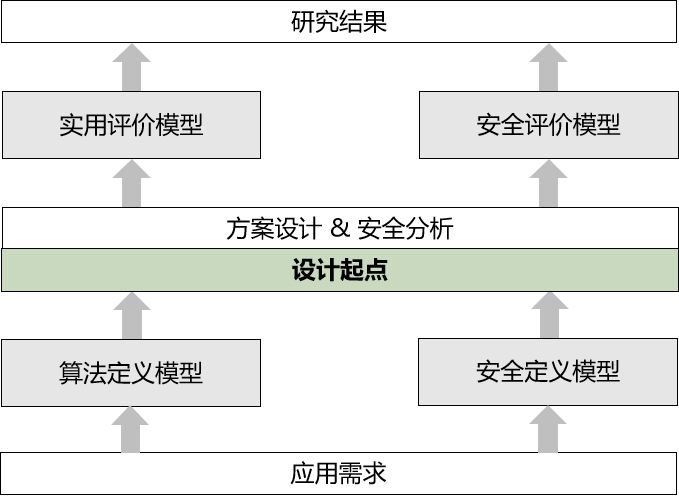 研究结果
实用评价模型
安全评价模型
方案设计 & 安全分析
设计起点
算法定义模型
安全定义模型
应用需求